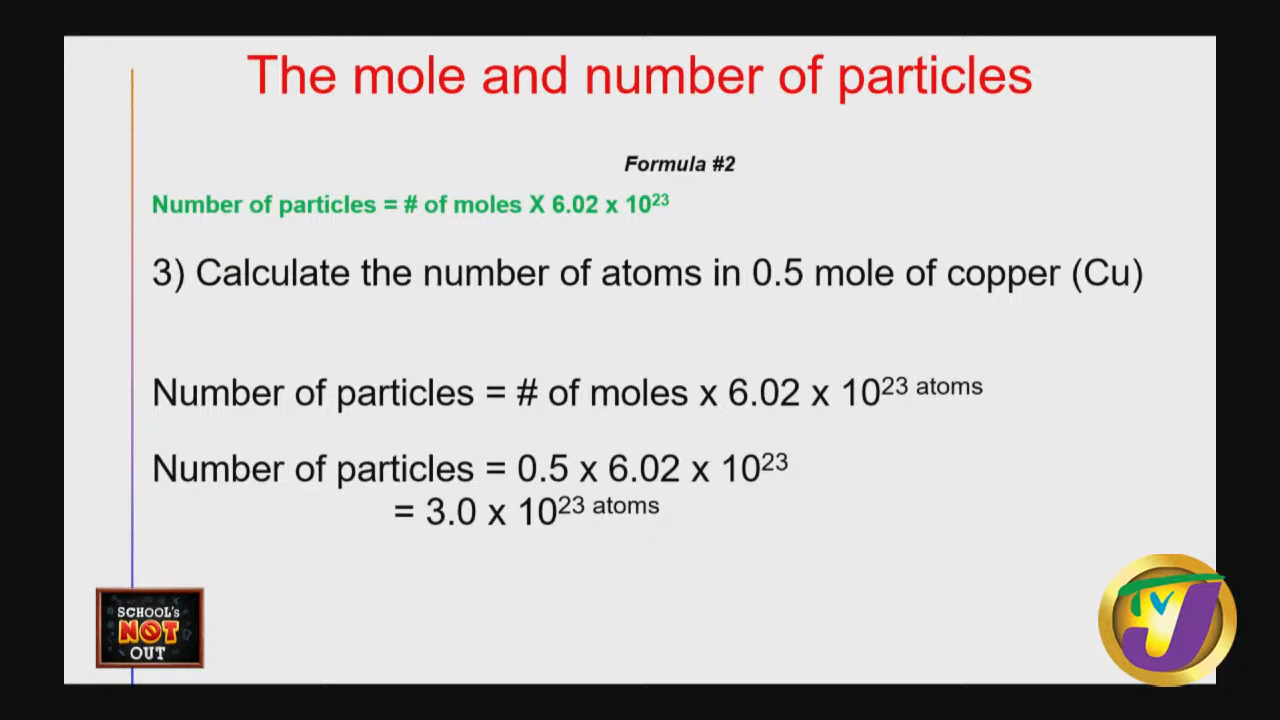 The mole and number of particles
Formula #2
Number of particles = # of moles X 6.02 x 10²³
3) Calculate the number of atoms in 0.5 mole of copper (Cu)
Number of particles = # of moles x 6.02 x 10²³ atoms
Number of particles = 0.5 x 6.02 x 10²³
= 3.0 x 10²³ atoms
SCHOOL'S
NOT
OUT
TVJ